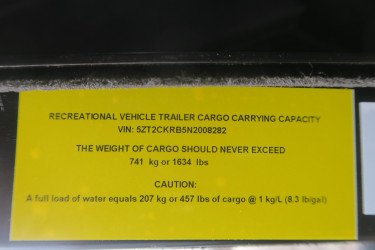 RECREATIONAL VEHICLE TRAILER CARGO CARRYING CAPACITY
VIN: 5ZT2CKRB5N2008282
THE WEIGHT OF CARGO SHOULD NEVER EXCEED
741 kg or 1634 lbs
CAUTION:
A full load of water equals 207 kg or 457 lbs of cargo @ 1 kg/L (8.3 lb/gal)